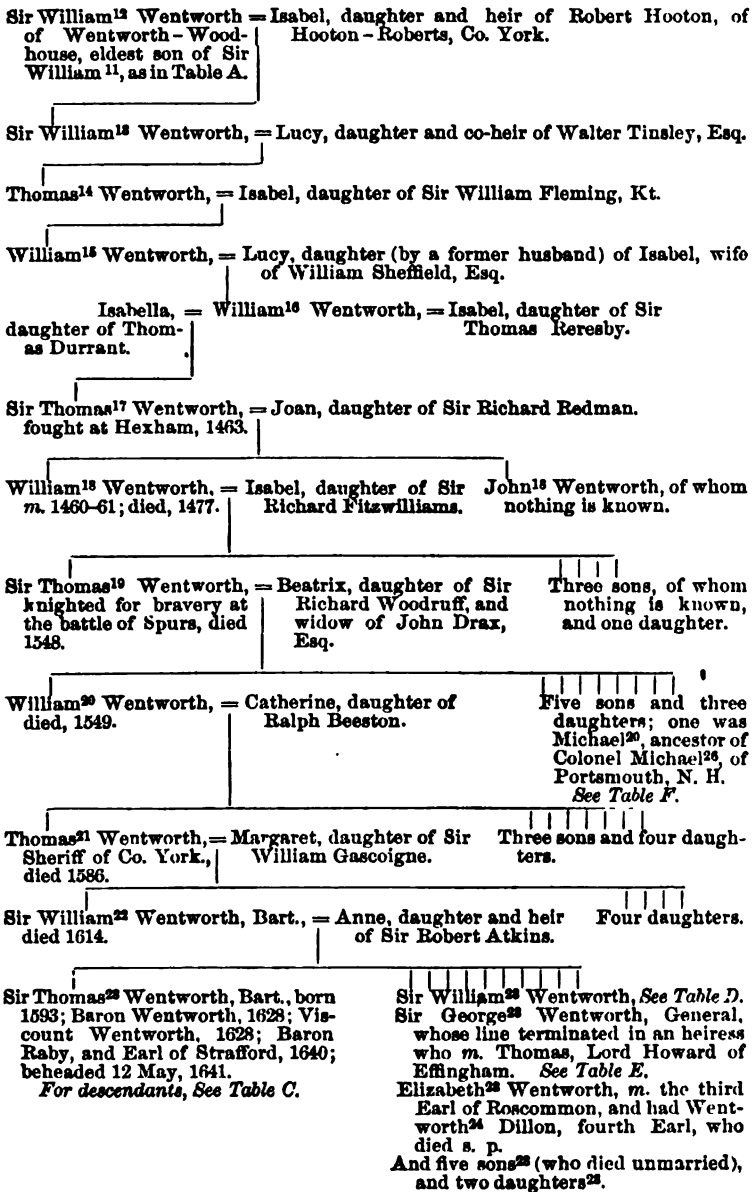 Sir William¹² Wentworth = Isabel, daughter and heir of Robert Hooton, of
of Wentworth-Wood- Hooton-Roberts, Co. York.
house, eldest son of Sir
William ¹¹, as in Table A.
Sir William¹³ Wentworth, = Lucy, daughter and co-heir of Walter Tinsley, Esq.
Thomas¹⁴ Wentworth, = Isabel, daughter of Sir William Fleming, Kt.
William¹⁵ Wentworth, = Lucy, daughter (by a former husband) of Isabel, wife
of William Sheffield, Esq.
Isabella, = William¹⁶ Wentworth, = Isabel, daughter of Sir
daughter of Thom- Thomas Reresby.
as Durrant.
Sir Thomas¹⁷ Wentworth, = Joan, daughter of Sir Richard Redman.
fought at Hexham, 1463.
William¹⁸ Wentworth, = Isabel, daughter of Sir
m. 1460-61; died, 1477. Richard Fitzwilliams.
John¹⁸ Wentworth, of whom
nothing is known.
Sir Thomas¹⁹ Wentworth, = Beatrix, daughter of Sir
knighted for bravery at Richard Woodruff, and
the battle of Spurs, died widow of John Drax,
1548. Esq.
Three sons, of whom
nothing is known,
and one daughter.
William²⁰ Wentworth, = Catherine, daughter of
died, 1549. Ralph Beeston.
Five sons and three
daughters; one was
Michael²⁰, ancestor of
Colonel Michael²⁶, of
Portsmouth, N. H.
See Table F.
Thomas²¹ Wentworth, = Margaret, daughter of Sir
Sheriff of Co. York., William Gascoigne.
died 1586.
Three sons and four daugh-
ters.
Sir William²² Wentworth, Bart., = Anne, daughter and heir
died 1614. of Sir Robert Atkins.
Four daughters.
Sir Thomas²³ Wentworth, Bart., born
1593; Baron Wentworth, 1628; Vis-
count Wentworth, 1628; Baron
Raby, and Earl of Strafford, 1640;
beheaded 12 May, 1641.
For descendants, See Table C.
Sir William²³ Wentworth, See Table D.
Sir George²³ Wentworth, General,
whose line terminated in an heiress
who m. Thomas, Lord Howard of
Effingham. See Table E.
Elizabeth²³ Wentworth, m. the third
Earl of Roscommon, and had Went-
worth²⁴ Dillon, fourth Earl, who
died s. p.
And five sons²³ (who died unmarried),
and two daughters²³.